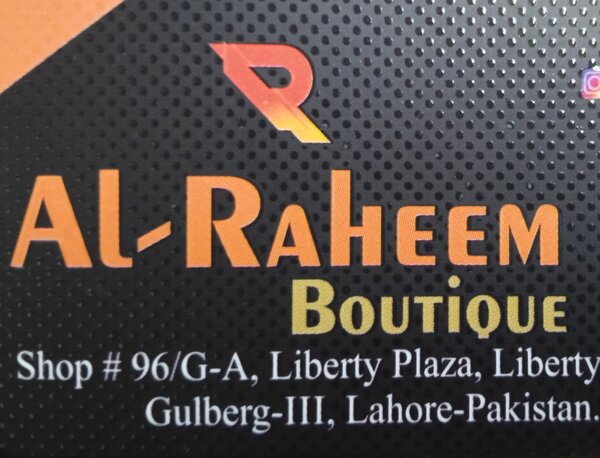 R
Al-Raheem
Boutique
Shop # 96/G-A, Liberty Plaza, Liberty
Gulberg-III, Lahore-Pakistan.